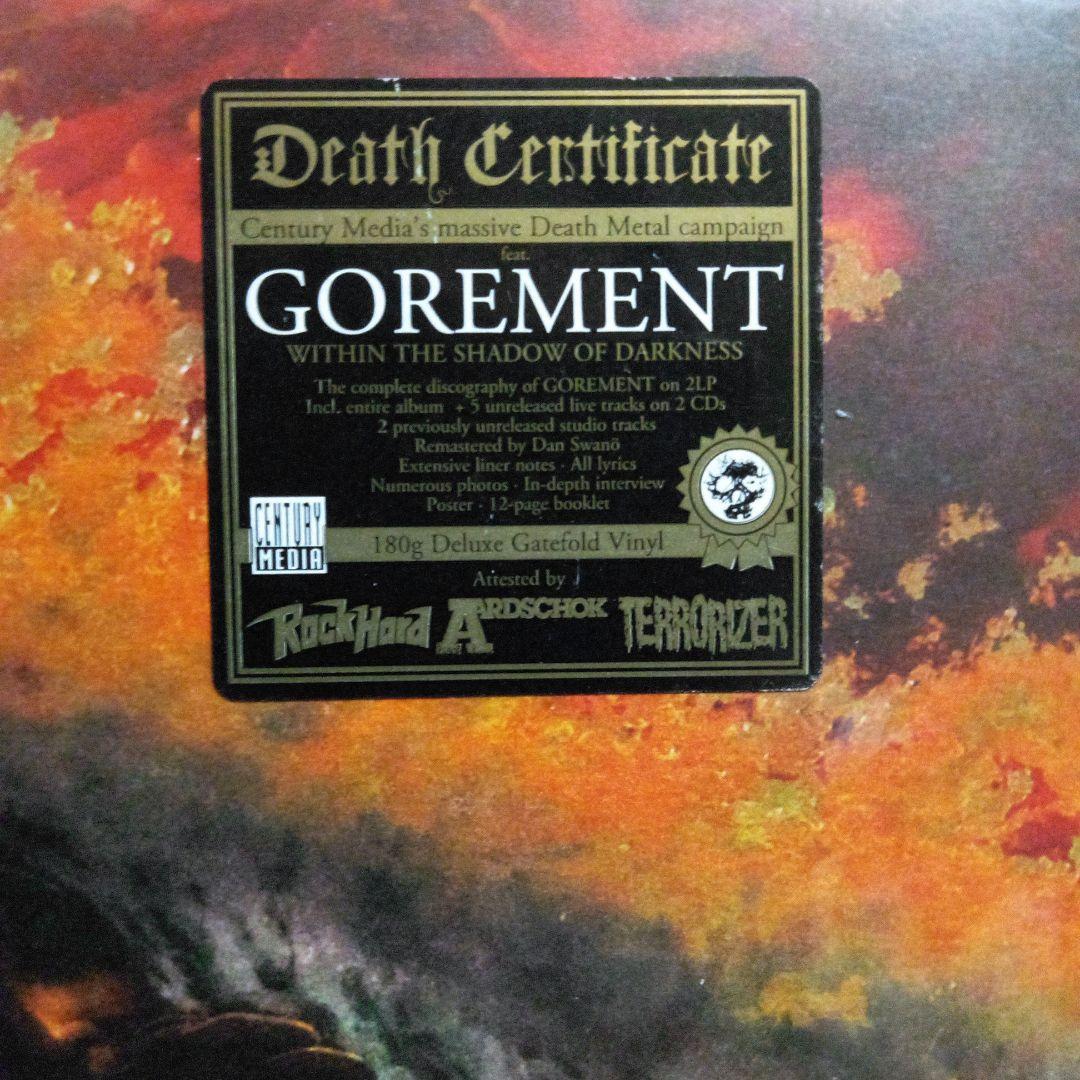 Death Certificate
Century Media's massive Death Metal campaign
feat.
GOREMENT
WITHIN THE SHADOW OF DARKNESS
The complete discography of GOREMENT on 2LP
Incl. entire album + 5 unreleased live tracks on 2 CDs
2 previously unreleased studio tracks
Remastered by Dan Swanö
Extensive liner notes · All lyrics
Numerous photos · In-depth interview
Poster · 12-page booklet
CENTURY
MEDIA
180g Deluxe Gatefold Vinyl
Attested by
RockHard AARDSCHOK TERRORIZER